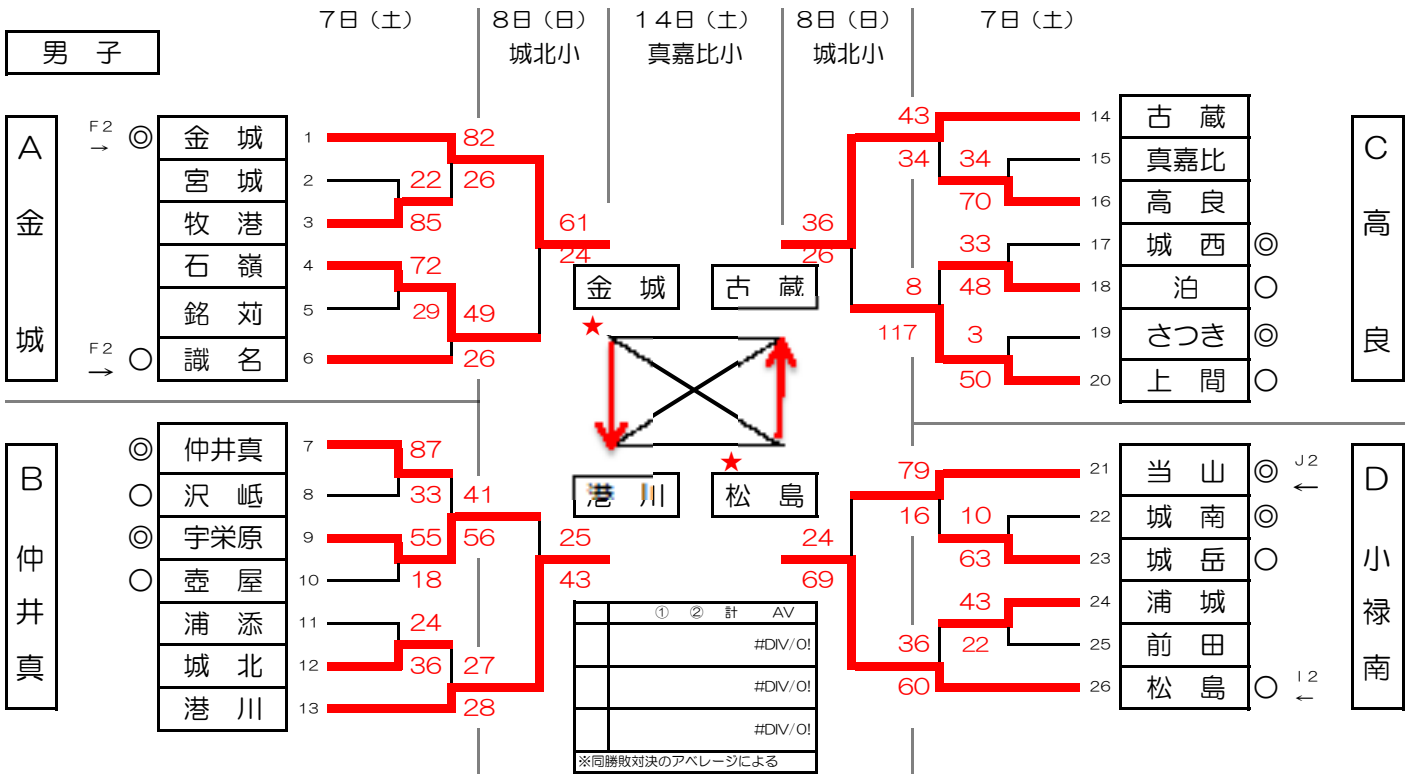 7日（土）
8日（日）
14日（土）
8日（日）
7日（土）
城北小
真嘉比小
城北小
男 子
A 金 城
F2
→
◎
金 城
1
82
宮 城
2
22
26
牧 港
3
85
61
24
石 嶺
4
72
銘 苅
5
29
49
F2
→
○
識 名
6
26
B 仲 井 真
◎
仲井真
7
87
○
沢 岻
8
33
41
◎
宇栄原
9
55
56
25
○
壺 屋
10
18
43
浦 添
11
24
城 北
12
36
27
港 川
13
28
金 城
古 蔵
★
★
港 川
松 島
① ② 計 AV
#DIV/0!
#DIV/0!
#DIV/0!
※同勝敗対決のアベレージによる
43
14
古 蔵
34
34
15
真嘉比
70
16
高 良
36
26
33
17
城 西
◎
8
48
18
泊
○
117
3
19
さつき
◎
50
20
上 間
○
C 高 良
79
21
当 山
◎
J2
←
16
10
22
城 南
◎
24
63
23
城 岳
○
69
43
24
浦 城
36
22
25
前 田
60
26
松 島
○
I2
←
D 小 禄 南